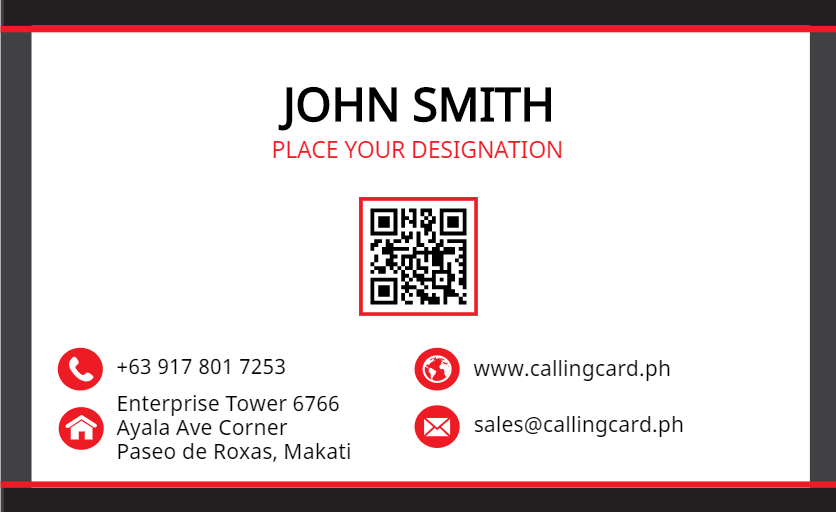 JOHN SMITH
PLACE YOUR DESIGNATION
+63 917 801 7253
Enterprise Tower 6766
Ayala Ave Corner
Paseo de Roxas, Makati
www.callingcard.ph
sales@callingcard.ph